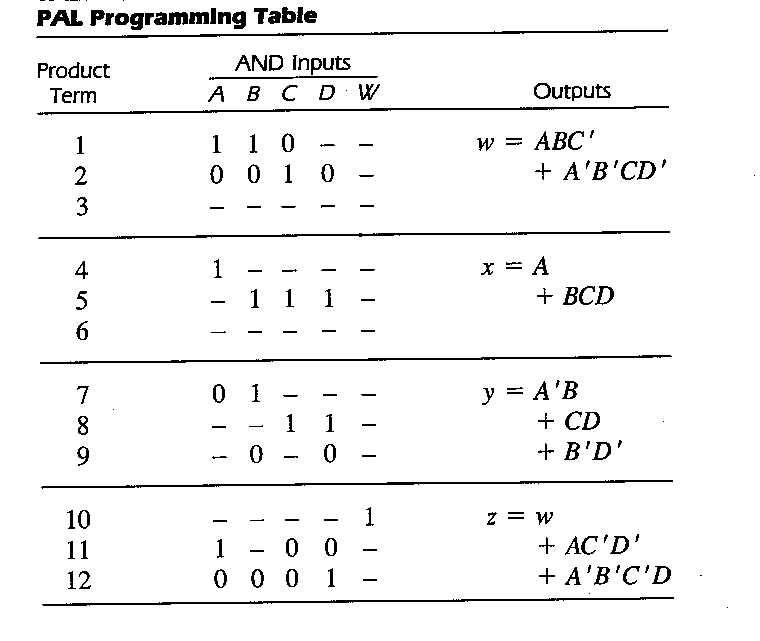 PAL Programming Table
Product Term AND Inputs Outputs
A B C D W
1 1 1 0 – – w = ABC'
2 0 0 1 0 – + A'B'CD'
3 – – – – –
4 1 – – – – x = A
5 – 1 1 1 – + BCD
6 – – – – –
7 0 1 – – – y = A'B
8 – – 1 1 – + CD
9 – 0 – 0 – + B'D'
10 – – – – 1 z = w
11 1 – 0 0 – + AC'D'
12 0 0 0 1 – + A'B'C'D